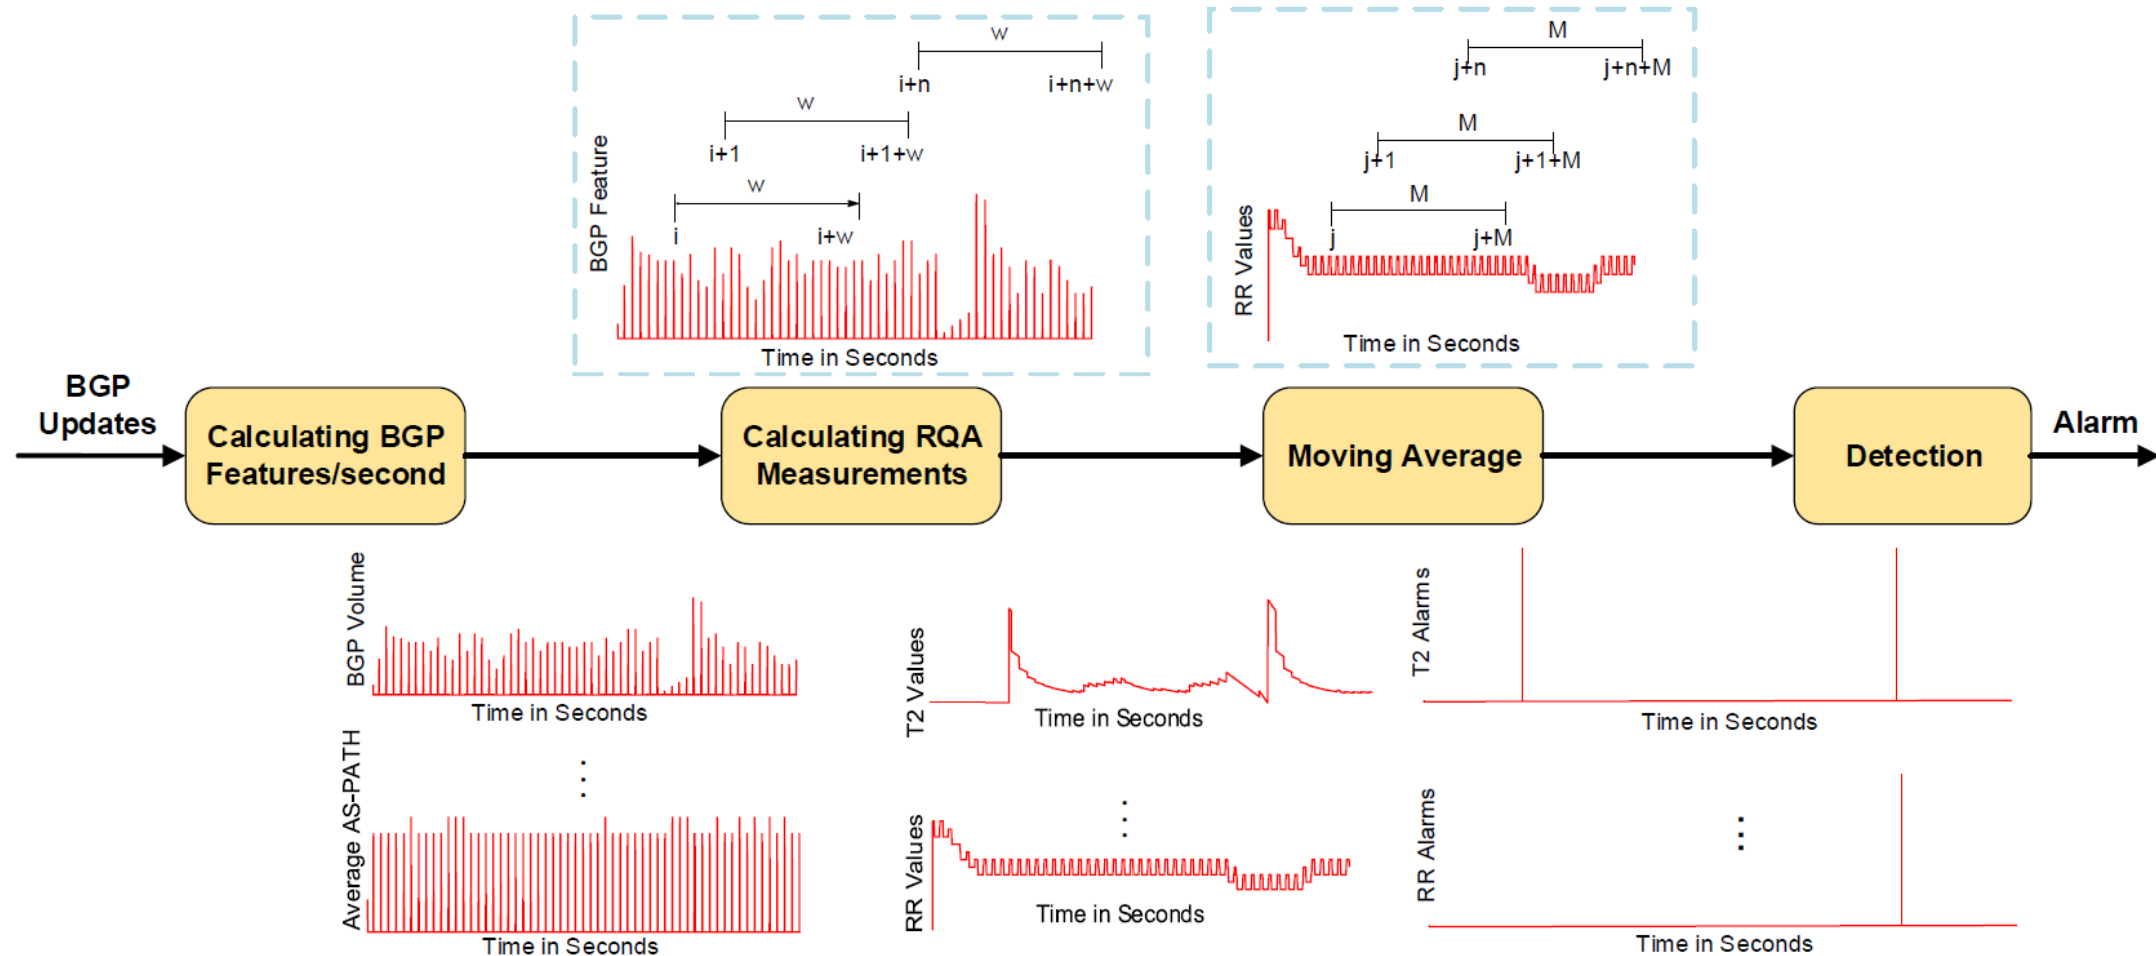 w
i+n
i+n+w
w
i+1
i+1+w
w
i
i+w
BGP Feature
Time in Seconds
M
j+n
j+n+M
M
j+1
j+1+M
M
j
j+M
RR Values
Time in Seconds
BGP
Updates
Calculating BGP
Features/second
Calculating RQA
Measurements
Moving Average
Detection
Alarm
BGP Volume
Time in Seconds
Average AS-PATH
Time in Seconds
T2 Values
Time in Seconds
RR Values
Time in Seconds
T2 Alarms
Time in Seconds
RR Alarms
Time in Seconds